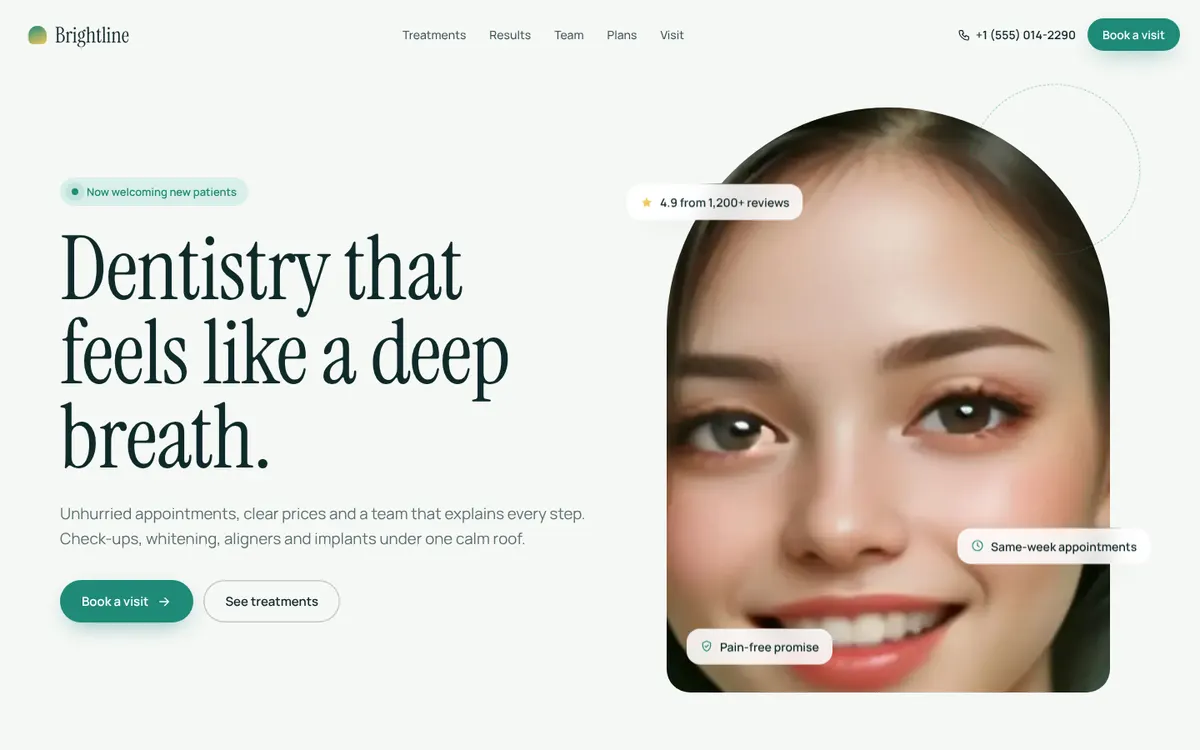 Brightline
Treatments
Results
Team
Plans
Visit
+1 (555) 014-2290
Book a visit
Now welcoming new patients
Dentistry that
feels like a deep
breath.
Unhurried appointments, clear prices and a team that explains every step.
Check-ups, whitening, aligners and implants under one calm roof.
Book a visit
See treatments
4.9 from 1,200+ reviews
Same-week appointments
Pain-free promise